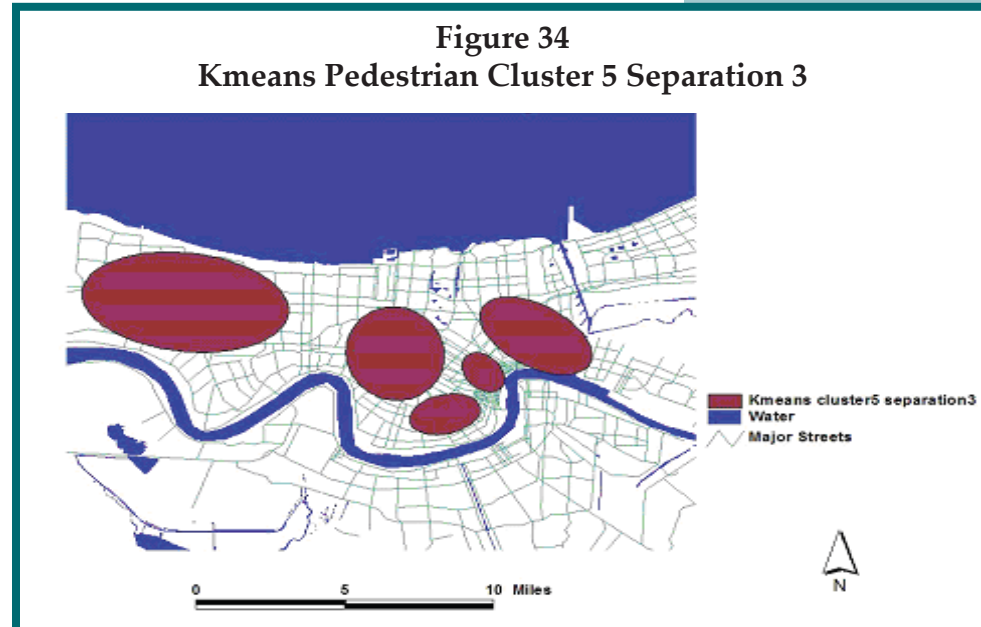 Figure 34
Kmeans Pedestrian Cluster 5 Separation 3
Kmeans cluster5 separation3
Water
Major Streets
0 5 10 Miles
N